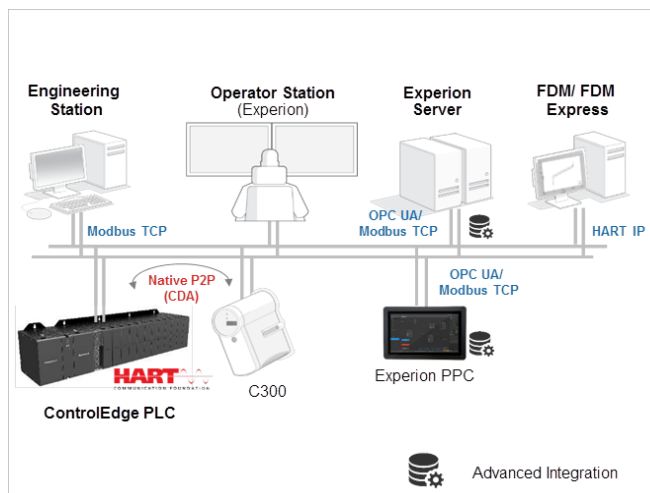 Engineering
Station
Operator Station
(Experion)
Experion
Server
FDM/ FDM
Express
Modbus TCP
OPC UA/
Modbus TCP
HART IP
Native P2P
(CDA)
OPC UA/
Modbus TCP
HART
COMMUNICATION FOUNDATION
ControlEdge PLC
C300
Experion PPC
Advanced Integration